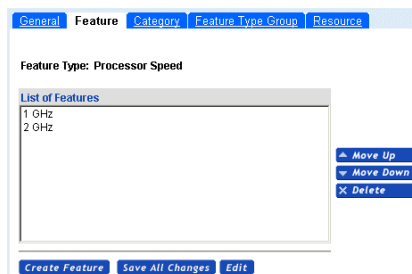 General Feature Category Feature Type Group Resource
Feature Type: Processor Speed
List of Features
1 GHz
2 GHz
Move Up
Move Down
X Delete
Create Feature Save All Changes Edit